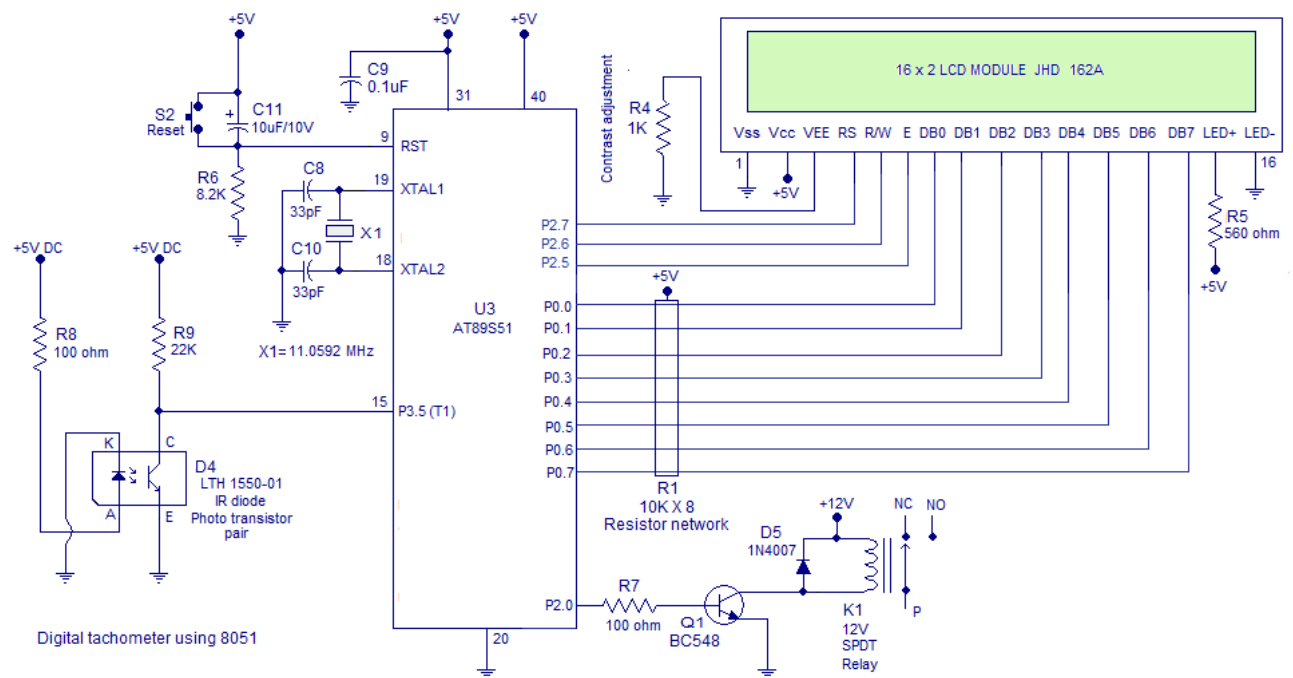 +5V
+5V
+5V
C9
0.1uF
31
40
S2
Reset
+
C11
10uF/10V
9
RST
R6
8.2K
C8
33pF
19
XTAL1
X1
C10
33pF
18
XTAL2
X1= 11.0592 MHz
U3
AT89S51
+5V DC
+5V DC
R8
100 ohm
R9
22K
15
P3.5 (T1)
K
C
A
E
D4
LTH 1550-01
IR diode
Photo transistor
pair
Digital tachometer using 8051
20
Contrast adjustment
R4
1K
16 x 2 LCD MODULE JHD 162A
Vss Vcc VEE RS R/W E DB0 DB1 DB2 DB3 DB4 DB5 DB6 DB7 LED+ LED-
1
16
+5V
R5
560 ohm
+5V
P2.7
P2.6
P2.5
+5V
P0.0
P0.1
P0.2
P0.3
P0.4
P0.5
P0.6
P0.7
R1
10K X 8
Resistor network
P2.0
R7
100 ohm
Q1
BC548
D5
1N4007
+12V
NC
NO
P
K1
12V
SPDT
Relay